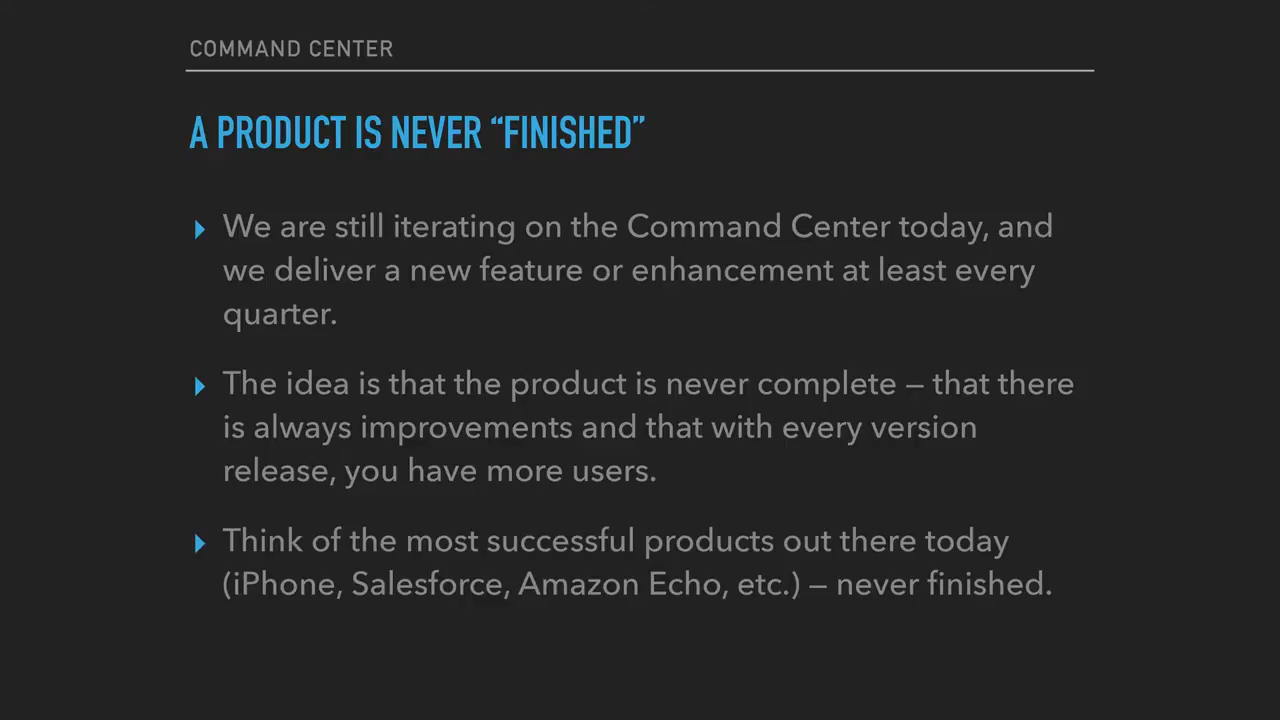 COMMAND CENTER
A PRODUCT IS NEVER “FINISHED”
▸ We are still iterating on the Command Center today, and
we deliver a new feature or enhancement at least every
quarter.
▸ The idea is that the product is never complete – that there
is always improvements and that with every version
release, you have more users.
▸ Think of the most successful products out there today
(iPhone, Salesforce, Amazon Echo, etc.) – never finished.